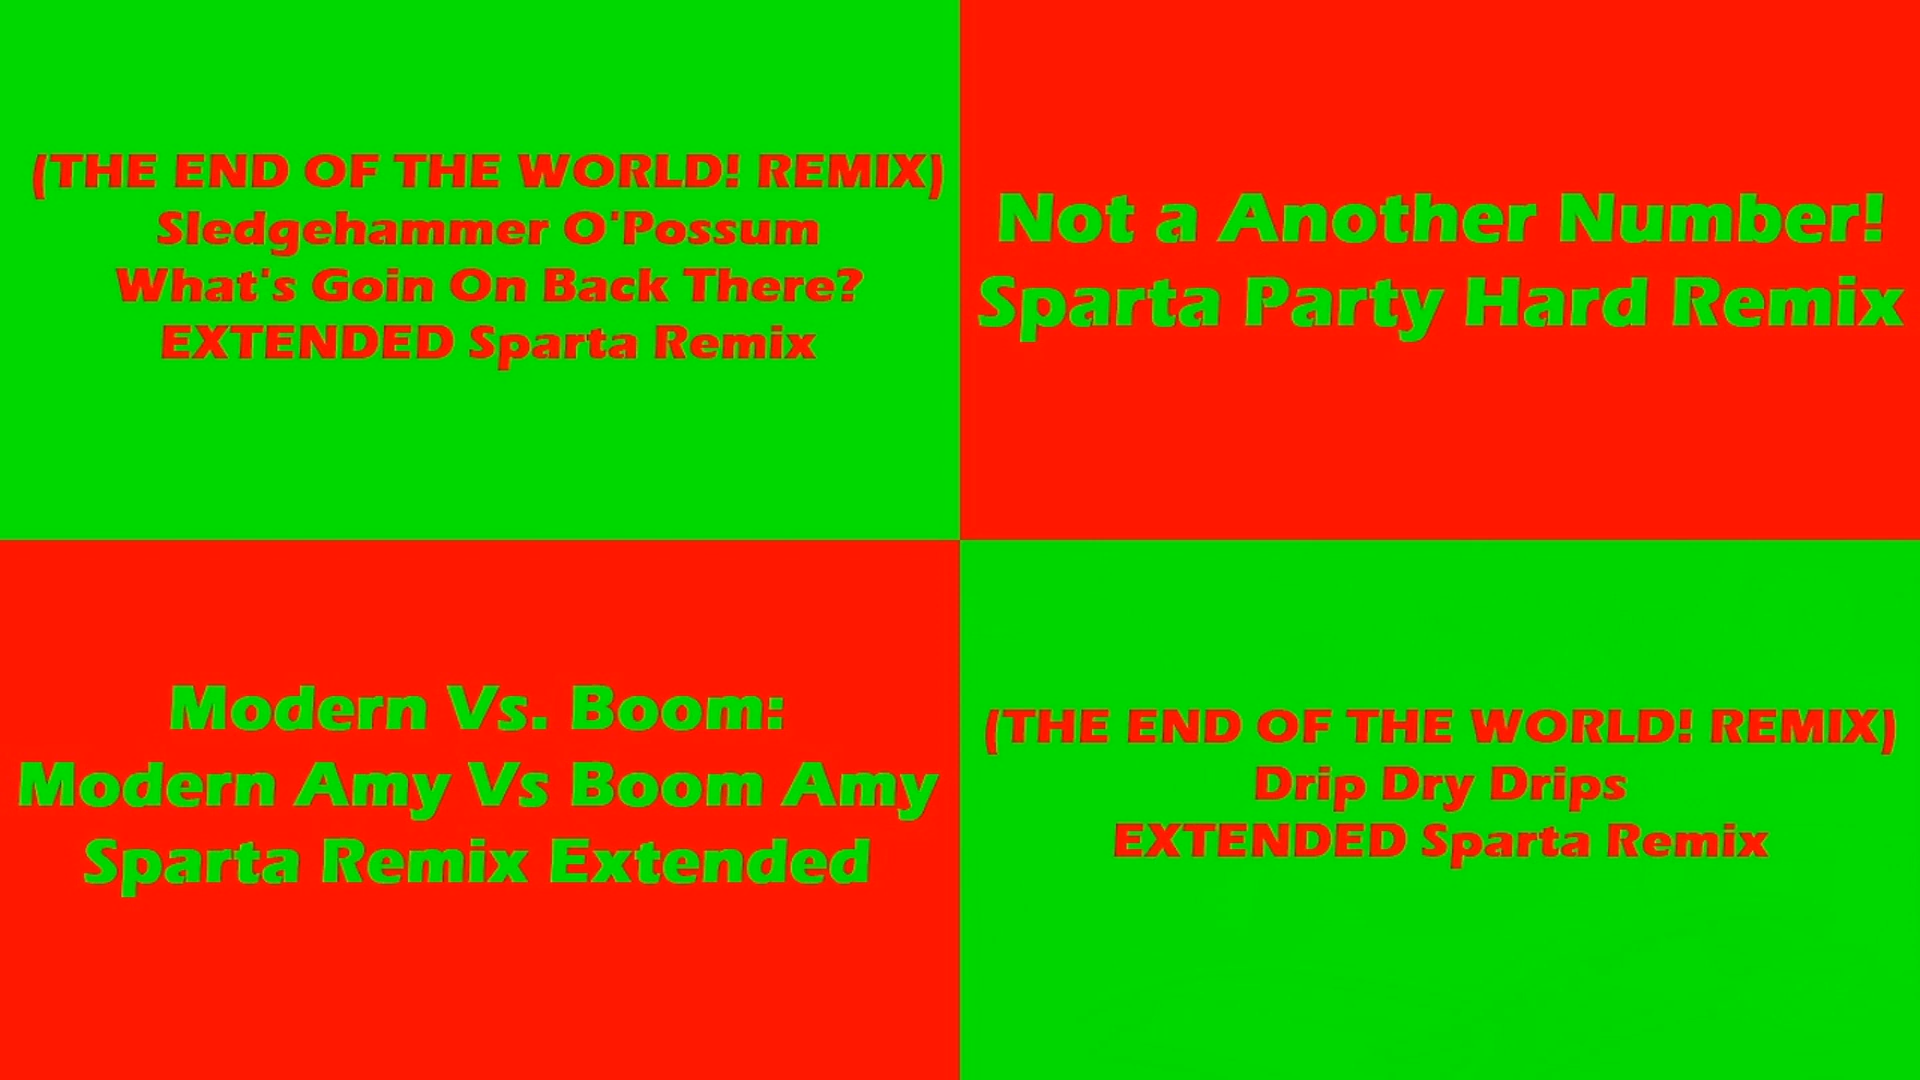 (THE END OF THE WORLD! REMIX)
Sledgehammer O'Possum
What's Goin On Back There?
EXTENDED Sparta Remix
Not a Another Number!
Sparta Party Hard Remix
Modern Vs. Boom:
Modern Amy Vs Boom Amy
Sparta Remix Extended
(THE END OF THE WORLD! REMIX)
Drip Dry Drips
EXTENDED Sparta Remix